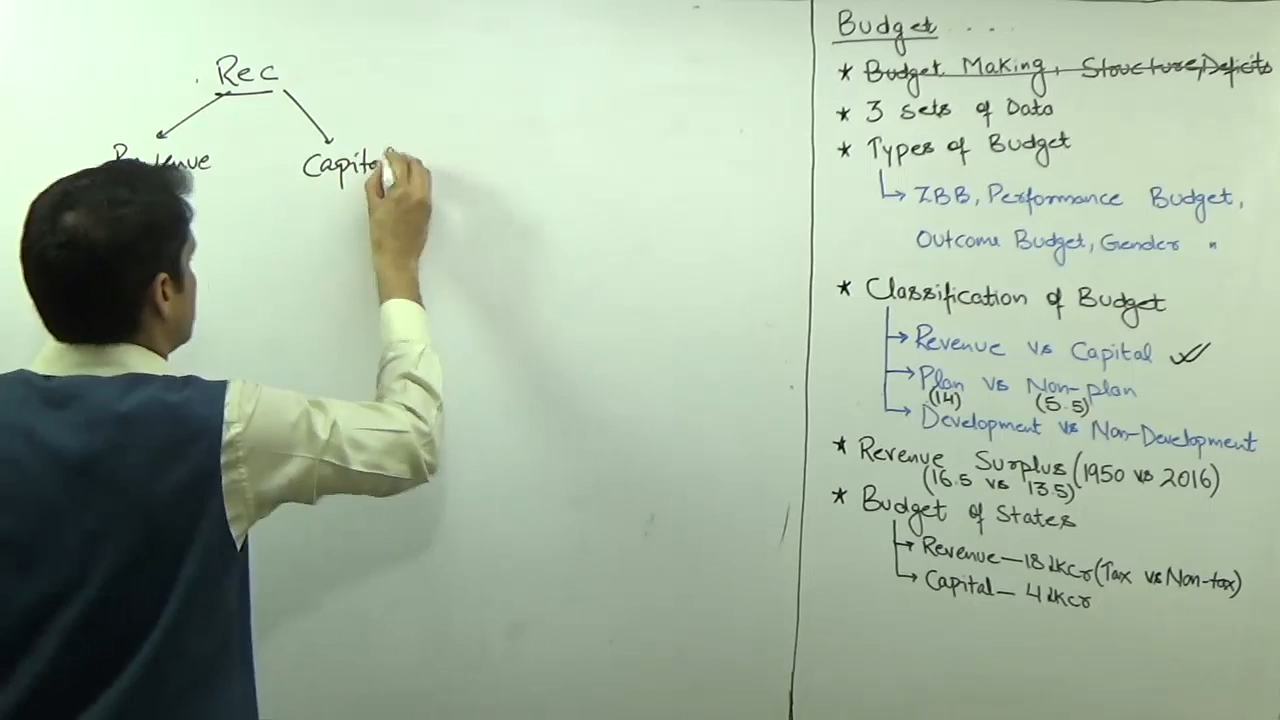 Rec
Revenue
Capita
Budget ....
* Budget Making, Structure, Deficits
* 3 Sets of Data
* Types of Budget
ZBB, Performance Budget,
Outcome Budget, Gender "
* Classification of Budget
Revenue vs Capital
Plan vs Non-plan
(14) (5.5)
Development vs Non-Development
* Revenue Surplus (1950 vs 2016)
(16.5 vs 13.5)
* Budget of States
Revenue — 18 LKCr (Tax vs Non-tax)
Capital — 4 LKCr